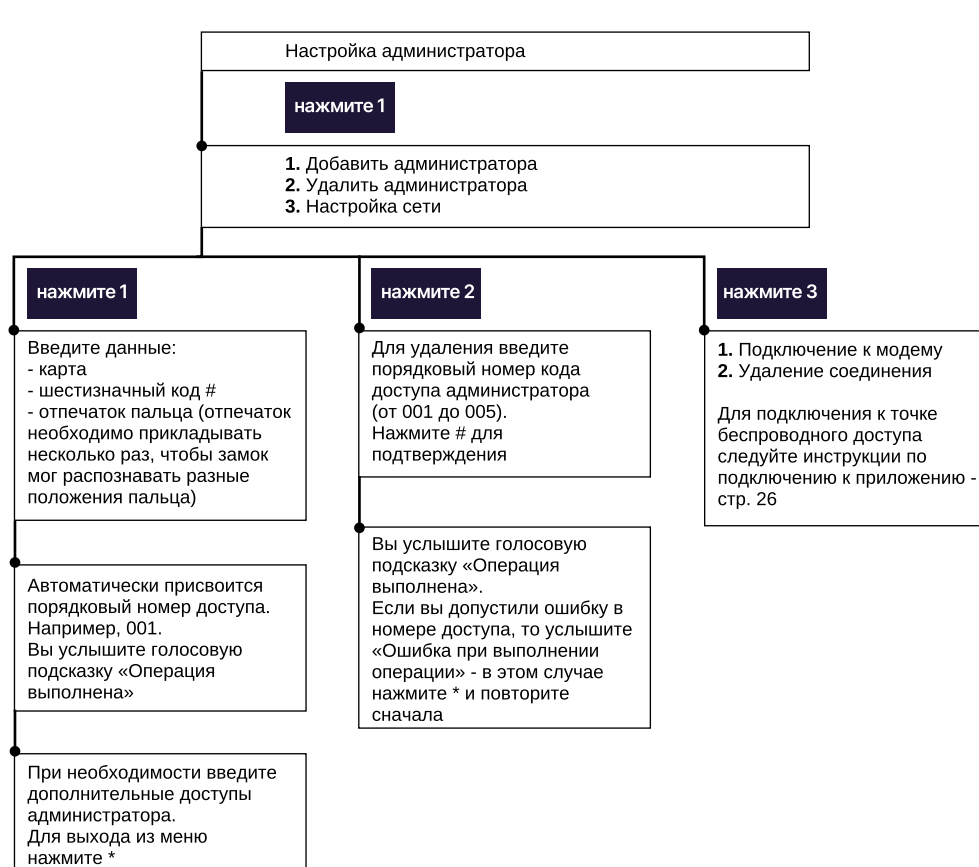 Настройка администратора
нажмите 1
1. Добавить администратора
2. Удалить администратора
3. Настройка сети
нажмите 1
Введите данные:
- карта
- шестизначный код #
- отпечаток пальца (отпечаток
необходимо прикладывать
несколько раз, чтобы замок
мог распознавать разные
положения пальца)
Автоматически присвоится
порядковый номер доступа.
Например, 001.
Вы услышите голосовую
подсказку «Операция
выполнена»
При необходимости введите
дополнительные доступы
администратора.
Для выхода из меню
нажмите *
нажмите 2
Для удаления введите
порядковый номер кода
доступа администратора
(от 001 до 005).
Нажмите # для
подтверждения
Вы услышите голосовую
подсказку «Операция
выполнена».
Если вы допустили ошибку в
номере доступа, то услышите
«Ошибка при выполнении
операции» - в этом случае
нажмите * и повторите
сначала
нажмите 3
1. Подключение к модему
2. Удаление соединения
Для подключения к точке
беспроводного доступа
следуйте инструкции по
подключению к приложению -
стр. 26